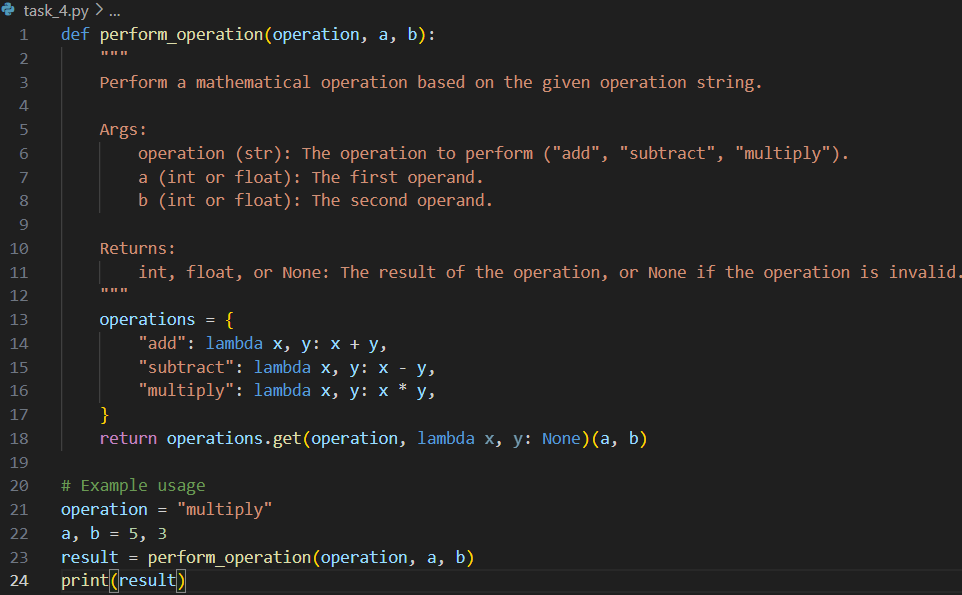 task_4.py > ...
1 def perform_operation(operation, a, b):
2     """
3     Perform a mathematical operation based on the given operation string.
4
5     Args:
6         operation (str): The operation to perform ("add", "subtract", "multiply").
7         a (int or float): The first operand.
8         b (int or float): The second operand.
9
10     Returns:
11         int, float, or None: The result of the operation, or None if the operation is invalid.
12     """
13     operations = {
14         "add": lambda x, y: x + y,
15         "subtract": lambda x, y: x - y,
16         "multiply": lambda x, y: x * y,
17     }
18     return operations.get(operation, lambda x, y: None)(a, b)
19
20 # Example usage
21 operation = "multiply"
22 a, b = 5, 3
23 result = perform_operation(operation, a, b)
24 print(result)